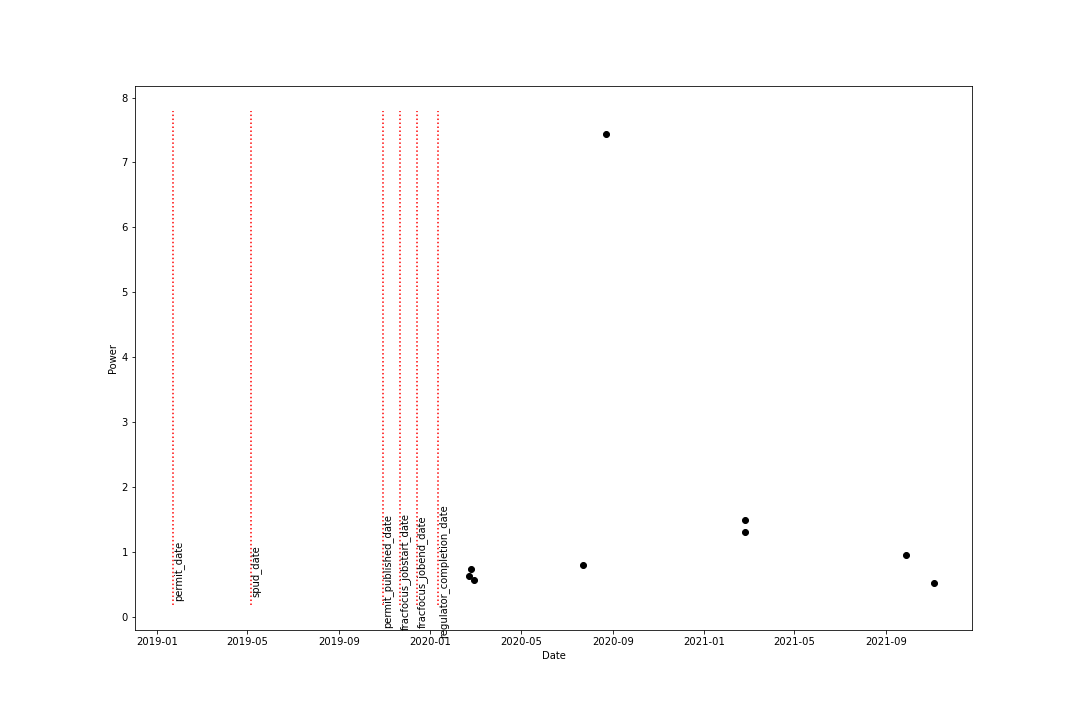 8
7
6
5
4
3
2
1
0
Power
permit_date
spud_date
permit_published_date
fracfocus_jobstart_date
fracfocus_jobend_date
regulator_completion_date
2019-01
2019-05
2019-09
2020-01
2020-05
2020-09
2021-01
2021-05
2021-09
Date